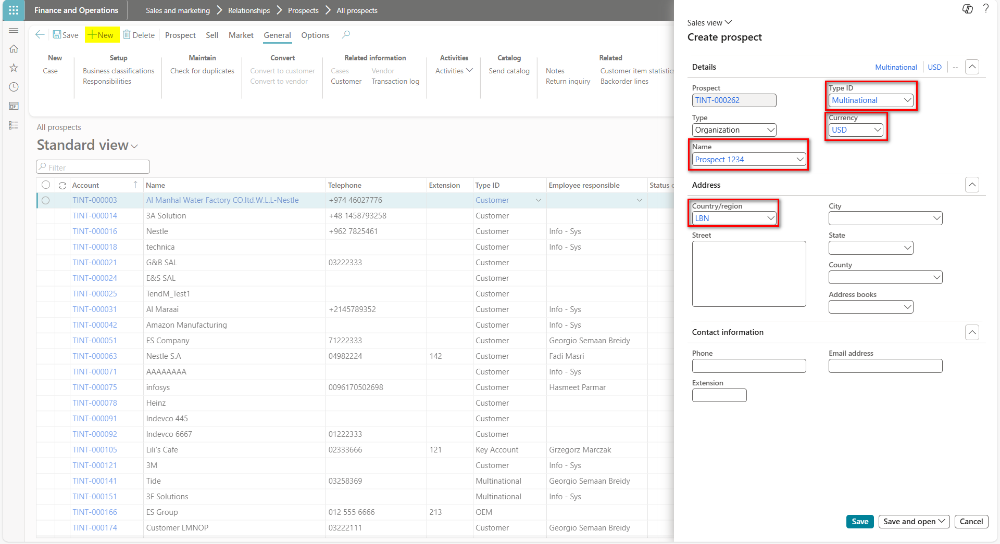 Finance and Operations
Sales and marketing
Relationships
Prospects
All prospects
Save
New
Delete
Prospect
Sell
Market
General
Options
New
Case
Setup
Business classifications
Responsibilities
Maintain
Check for duplicates
Convert
Convert to customer
Convert to vendor
Related information
Cases Vendor
Customer Transaction log
Activities
Activities
Catalog
Send catalog
Related
Notes Customer item statistics
Return inquiry Backorder lines
All prospects
Standard view
Filter
Account Name Telephone Extension Type ID Employee responsible Status
TINT-000003 Al Manhal Water Factory CO.ltd.W.L.L-Nestle +974 46027776 Customer
TINT-000014 3A Solution +48 1458793258 Customer
TINT-000016 Nestle +962 7825461 Customer Info - Sys
TINT-000018 technica Customer Info - Sys
TINT-000021 G&B SAL 03222333 Customer
TINT-000024 E&S SAL Customer
TINT-000025 TendM_Test1 Customer
TINT-000031 Al Maraai +2145789352 Customer Info - Sys
TINT-000042 Amazon Manufacturing Customer Info - Sys
TINT-000051 ES Company 71222333 Customer Georgio Semaan Breidy
TINT-000063 Nestle S.A 04982224 142 Customer Fadi Masri
TINT-000071 AAAAAAAA Customer Info - Sys
TINT-000075 infosys 0096170502698 Customer Hasmeet Parmar
TINT-000078 Heinz Customer
TINT-000091 Indevco 445 Customer
TINT-000092 Indevco 6667 01222333 Customer
TINT-000105 Lili's Cafe 02333666 121 Key Account Grzegorz Marczak
TINT-000121 3M Customer Info - Sys
TINT-000141 Tide 03258369 Multinational Georgio Semaan Breidy
TINT-000151 3F Solutions Multinational Info - Sys
TINT-000166 ES Group 012 555 6666 213 OEM
TINT-000174 Customer LMNOP 03222111 Customer Georgio Semaan Breidy
?
Sales view
Create prospect
Details Multinational USD --
Prospect
TINT-000262
Type ID
Multinational
Type
Organization
Currency
USD
Name
Prospect 1234
Address
Country/region
LBN
City
Street
State
County
Address books
Contact information
Phone
Email address
Extension
Save
Save and open
Cancel